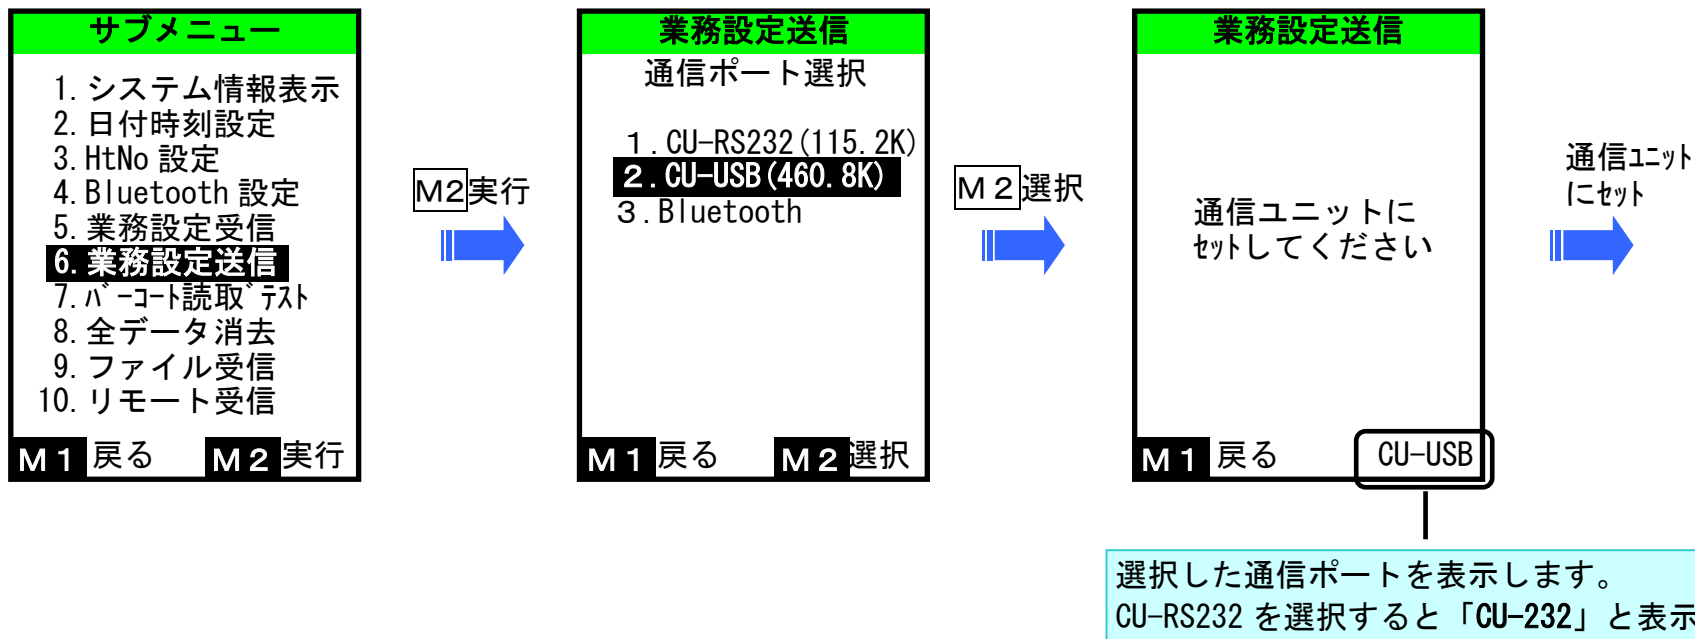 サブメニュー
1. システム情報表示
2. 日付時刻設定
3. HtNo 設定
4. Bluetooth 設定
5. 業務設定受信
6. 業務設定送信
7. ﾊﾞｰｺｰﾄ読取ﾞﾃｽﾄ
8. 全データ消去
9. ファイル受信
10. リモート受信
M1 戻る M2 実行
M2実行
業務設定送信
通信ポート選択
1. CU-RS232(115.2K)
2. CU-USB(460.8K)
3. Bluetooth
M1 戻る M2 選択
M2選択
業務設定送信
通信ユニットに
ｾｯﾄしてください
M1 戻る CU-USB
通信ﾕﾆｯﾄ
にｾｯﾄ
選択した通信ポートを表示します。
CU-RS232 を選択すると「CU-232」と表示